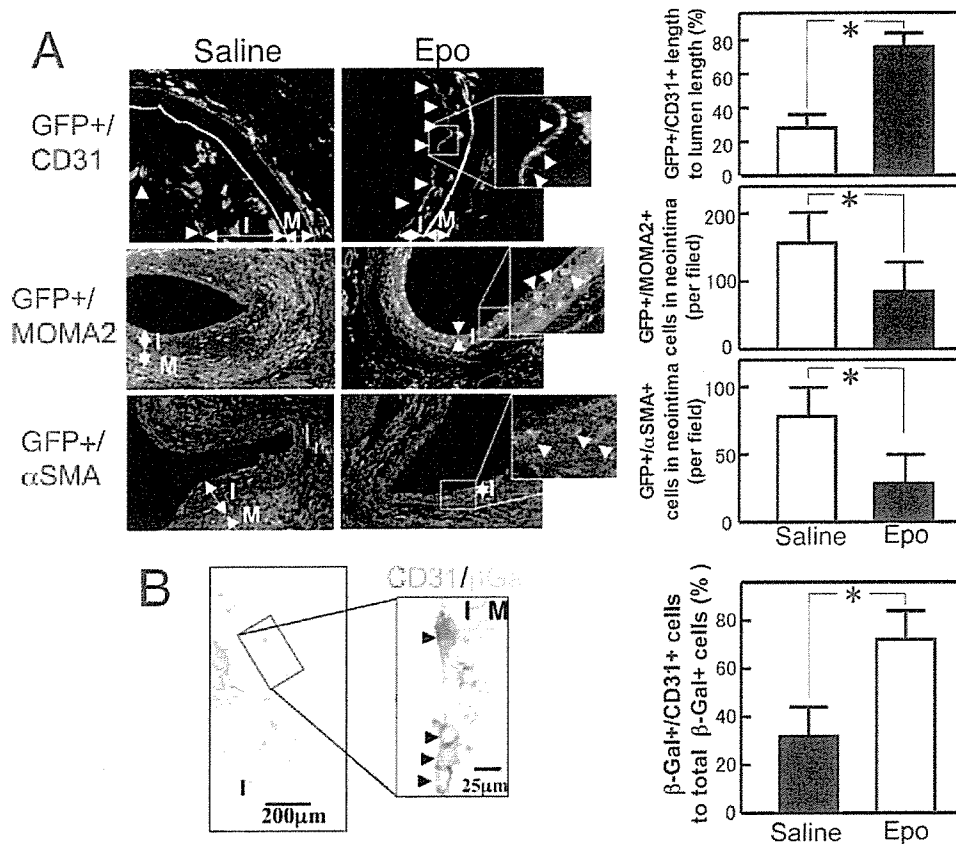 A
Saline
Epo
GFP+/
CD31
I
M
I
M
GFP+/
MOMA2
I
M
I
GFP+/
αSMA
I
M
I
GFP+/CD31+ length
to lumen length (%)
80
60
40
20
0
*
GFP+/MOMA2+
cells in neointima
(per filed)
200
100
0
*
GFP+/αSMA+
cells in neointima
(per field)
100
50
0
*
Saline
Epo
B
I
200μm
CD31/
I M
25μm
β-Gal+/CD31+ cells
to total β-Gal+ cells (%)
80
60
40
20
0
*
Saline
Epo